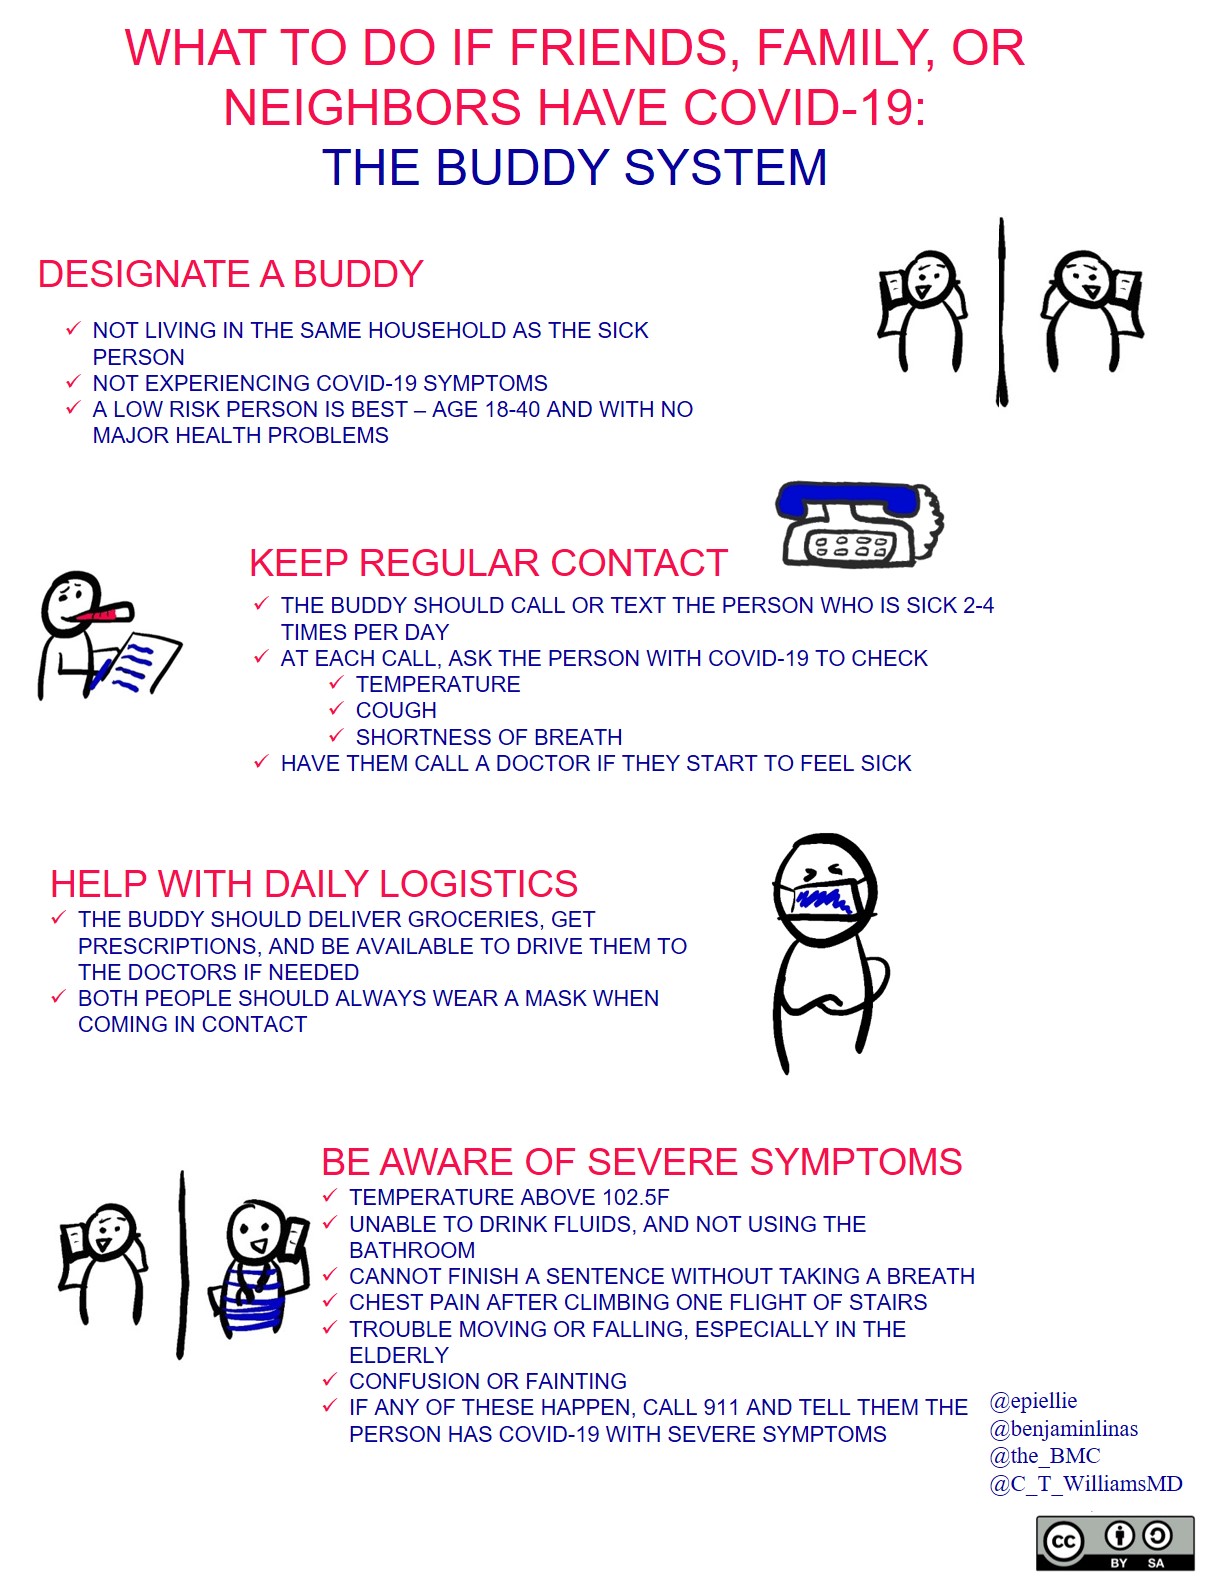 WHAT TO DO IF FRIENDS, FAMILY, OR
NEIGHBORS HAVE COVID-19:
THE BUDDY SYSTEM
DESIGNATE A BUDDY
✓ NOT LIVING IN THE SAME HOUSEHOLD AS THE SICK
PERSON
✓ NOT EXPERIENCING COVID-19 SYMPTOMS
✓ A LOW RISK PERSON IS BEST – AGE 18-40 AND WITH NO
MAJOR HEALTH PROBLEMS
KEEP REGULAR CONTACT
✓ THE BUDDY SHOULD CALL OR TEXT THE PERSON WHO IS SICK 2-4
TIMES PER DAY
✓ AT EACH CALL, ASK THE PERSON WITH COVID-19 TO CHECK
✓ TEMPERATURE
✓ COUGH
✓ SHORTNESS OF BREATH
✓ HAVE THEM CALL A DOCTOR IF THEY START TO FEEL SICK
HELP WITH DAILY LOGISTICS
✓ THE BUDDY SHOULD DELIVER GROCERIES, GET
PRESCRIPTIONS, AND BE AVAILABLE TO DRIVE THEM TO
THE DOCTORS IF NEEDED
✓ BOTH PEOPLE SHOULD ALWAYS WEAR A MASK WHEN
COMING IN CONTACT
BE AWARE OF SEVERE SYMPTOMS
✓ TEMPERATURE ABOVE 102.5F
✓ UNABLE TO DRINK FLUIDS, AND NOT USING THE
BATHROOM
✓ CANNOT FINISH A SENTENCE WITHOUT TAKING A BREATH
✓ CHEST PAIN AFTER CLIMBING ONE FLIGHT OF STAIRS
✓ TROUBLE MOVING OR FALLING, ESPECIALLY IN THE
ELDERLY
✓ CONFUSION OR FAINTING
✓ IF ANY OF THESE HAPPEN, CALL 911 AND TELL THEM THE
PERSON HAS COVID-19 WITH SEVERE SYMPTOMS
@epiellie
@benjaminlinas
@the_BMC
@C_T_WilliamsMD
cc
BY SA